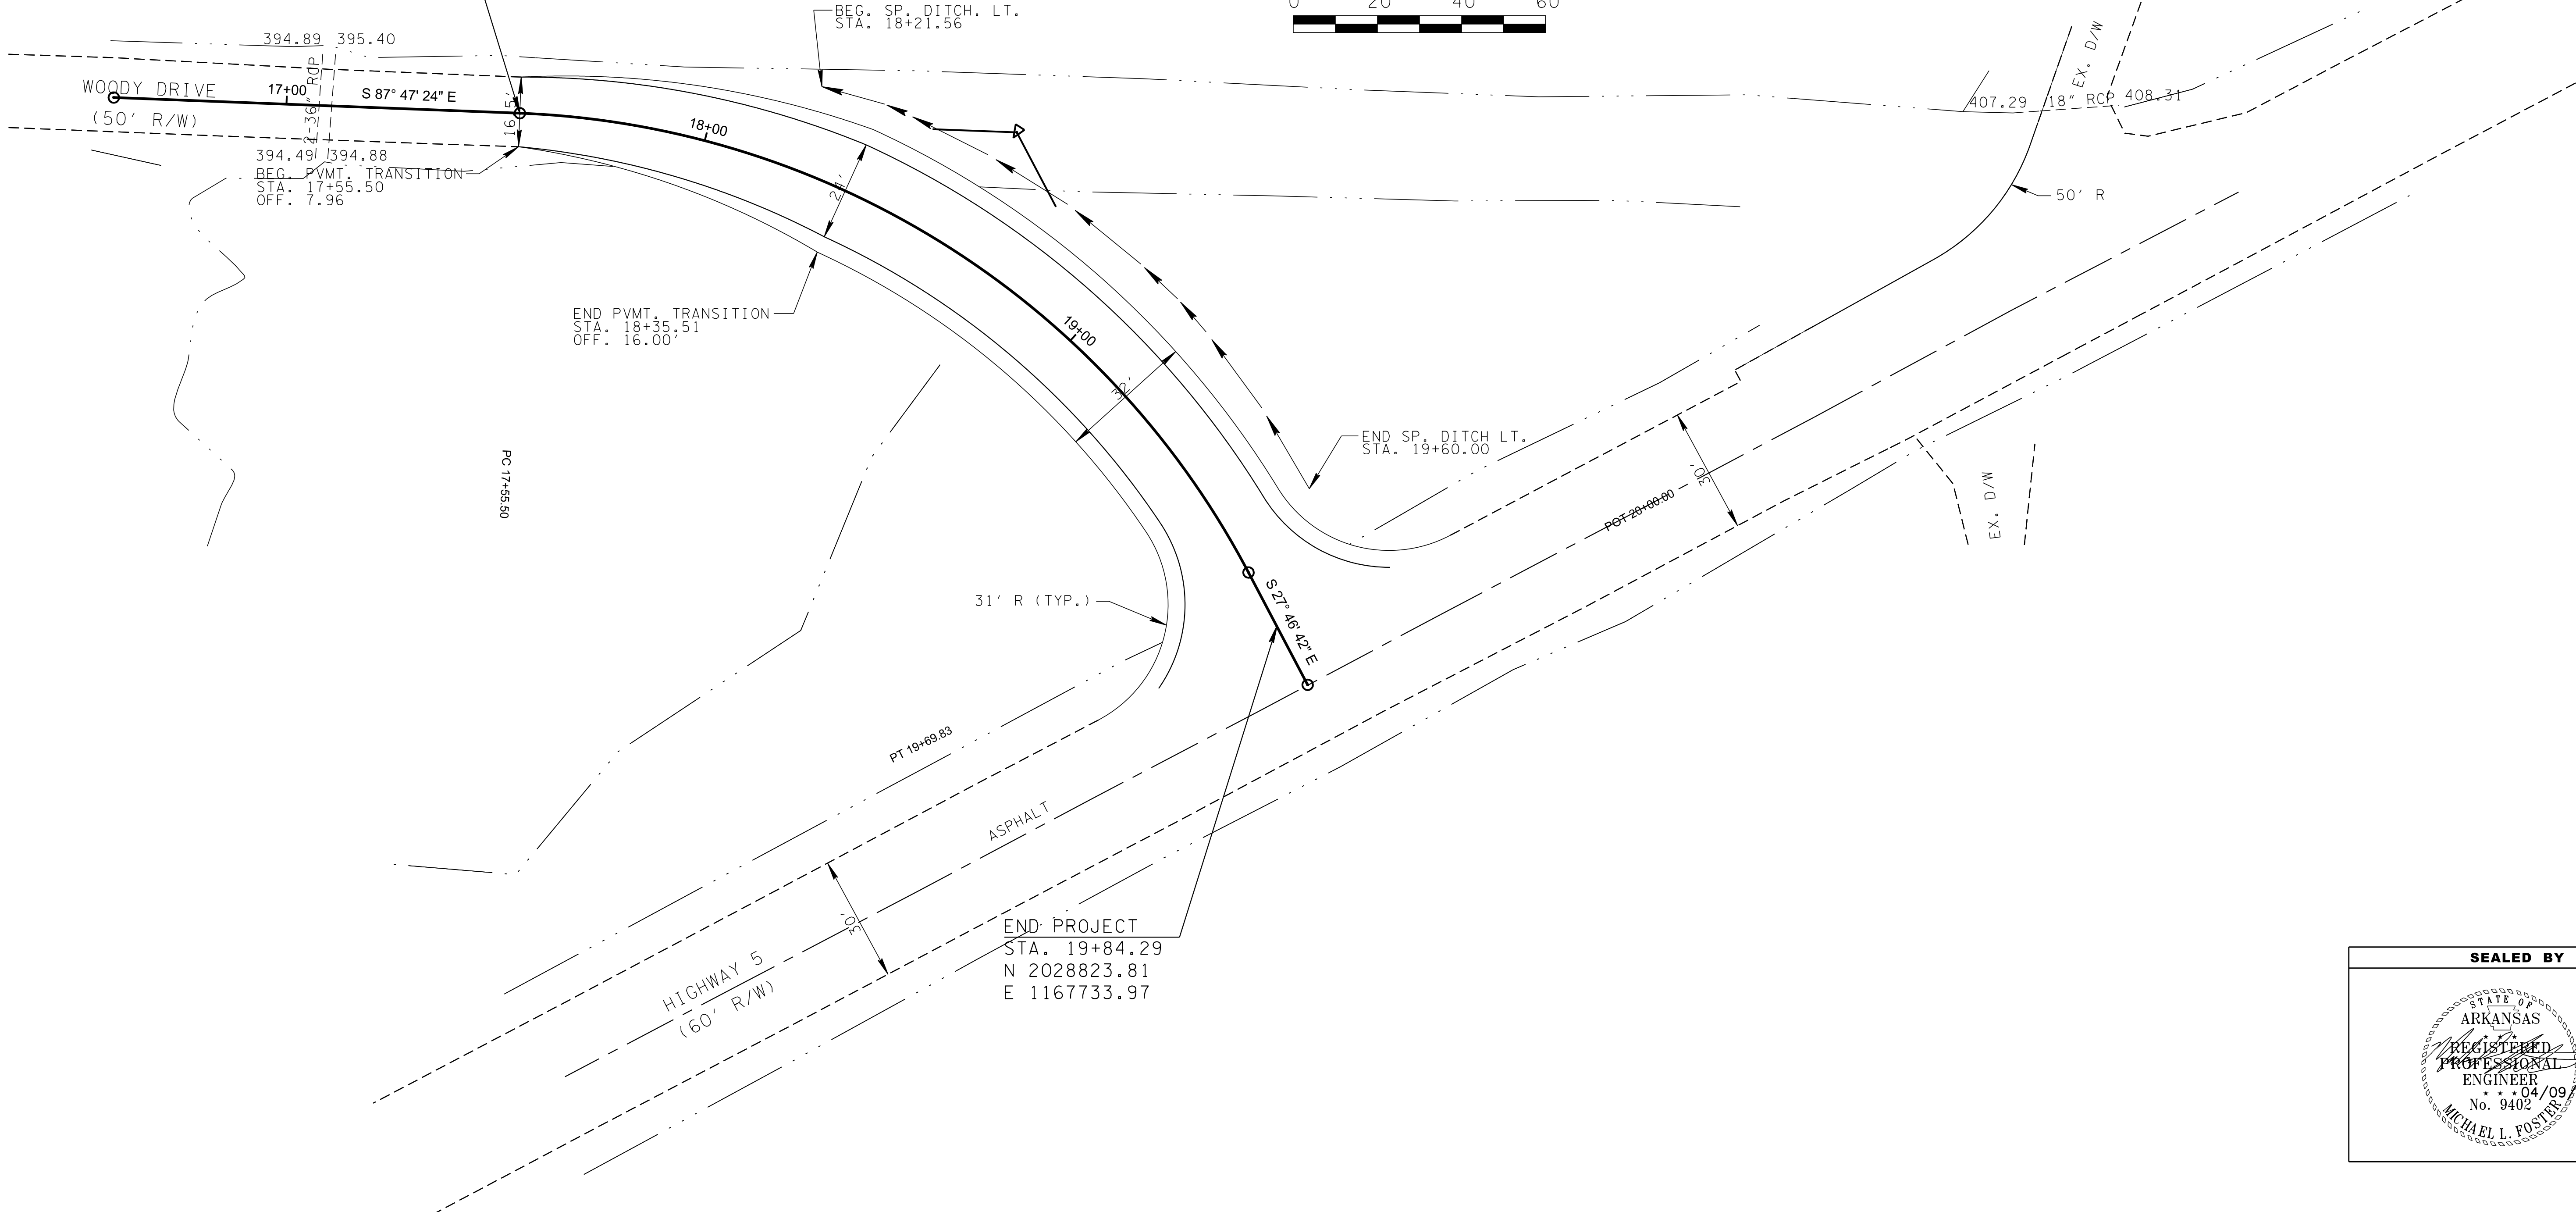 BEG. SP. DITCH. LT.
STA. 18+21.56
0 20 40 60
EX. D/W
394.89 395.40
WOODY DRIVE
(50' R/W)
17+00
2-36" RCP
S 87° 47' 24" E
16.5'
18+00
407.29 18" RCP 408.31
394.49 394.88
BEG. PVMT. TRANSITION
STA. 17+55.50
OFF. 7.96
24'
50' R
END PVMT. TRANSITION
STA. 18+35.51
OFF. 16.00'
19+00
32'
END SP. DITCH LT.
STA. 19+60.00
PC 17+55.50
POT 20+00.00
30'
EX. D/W
31' R (TYP.)
S 27° 46' 42" E
PT 19+69.83
ASPHALT
30'
HIGHWAY 5
(60' R/W)
END PROJECT
STA. 19+84.29
N 2028823.81
E 1167733.97
SEALED BY
STATE OF
ARKANSAS
★ ★ ★
REGISTERED
PROFESSIONAL
ENGINEER
★ ★ ★
04/09/
No. 9402
MICHAEL L. FOSTER